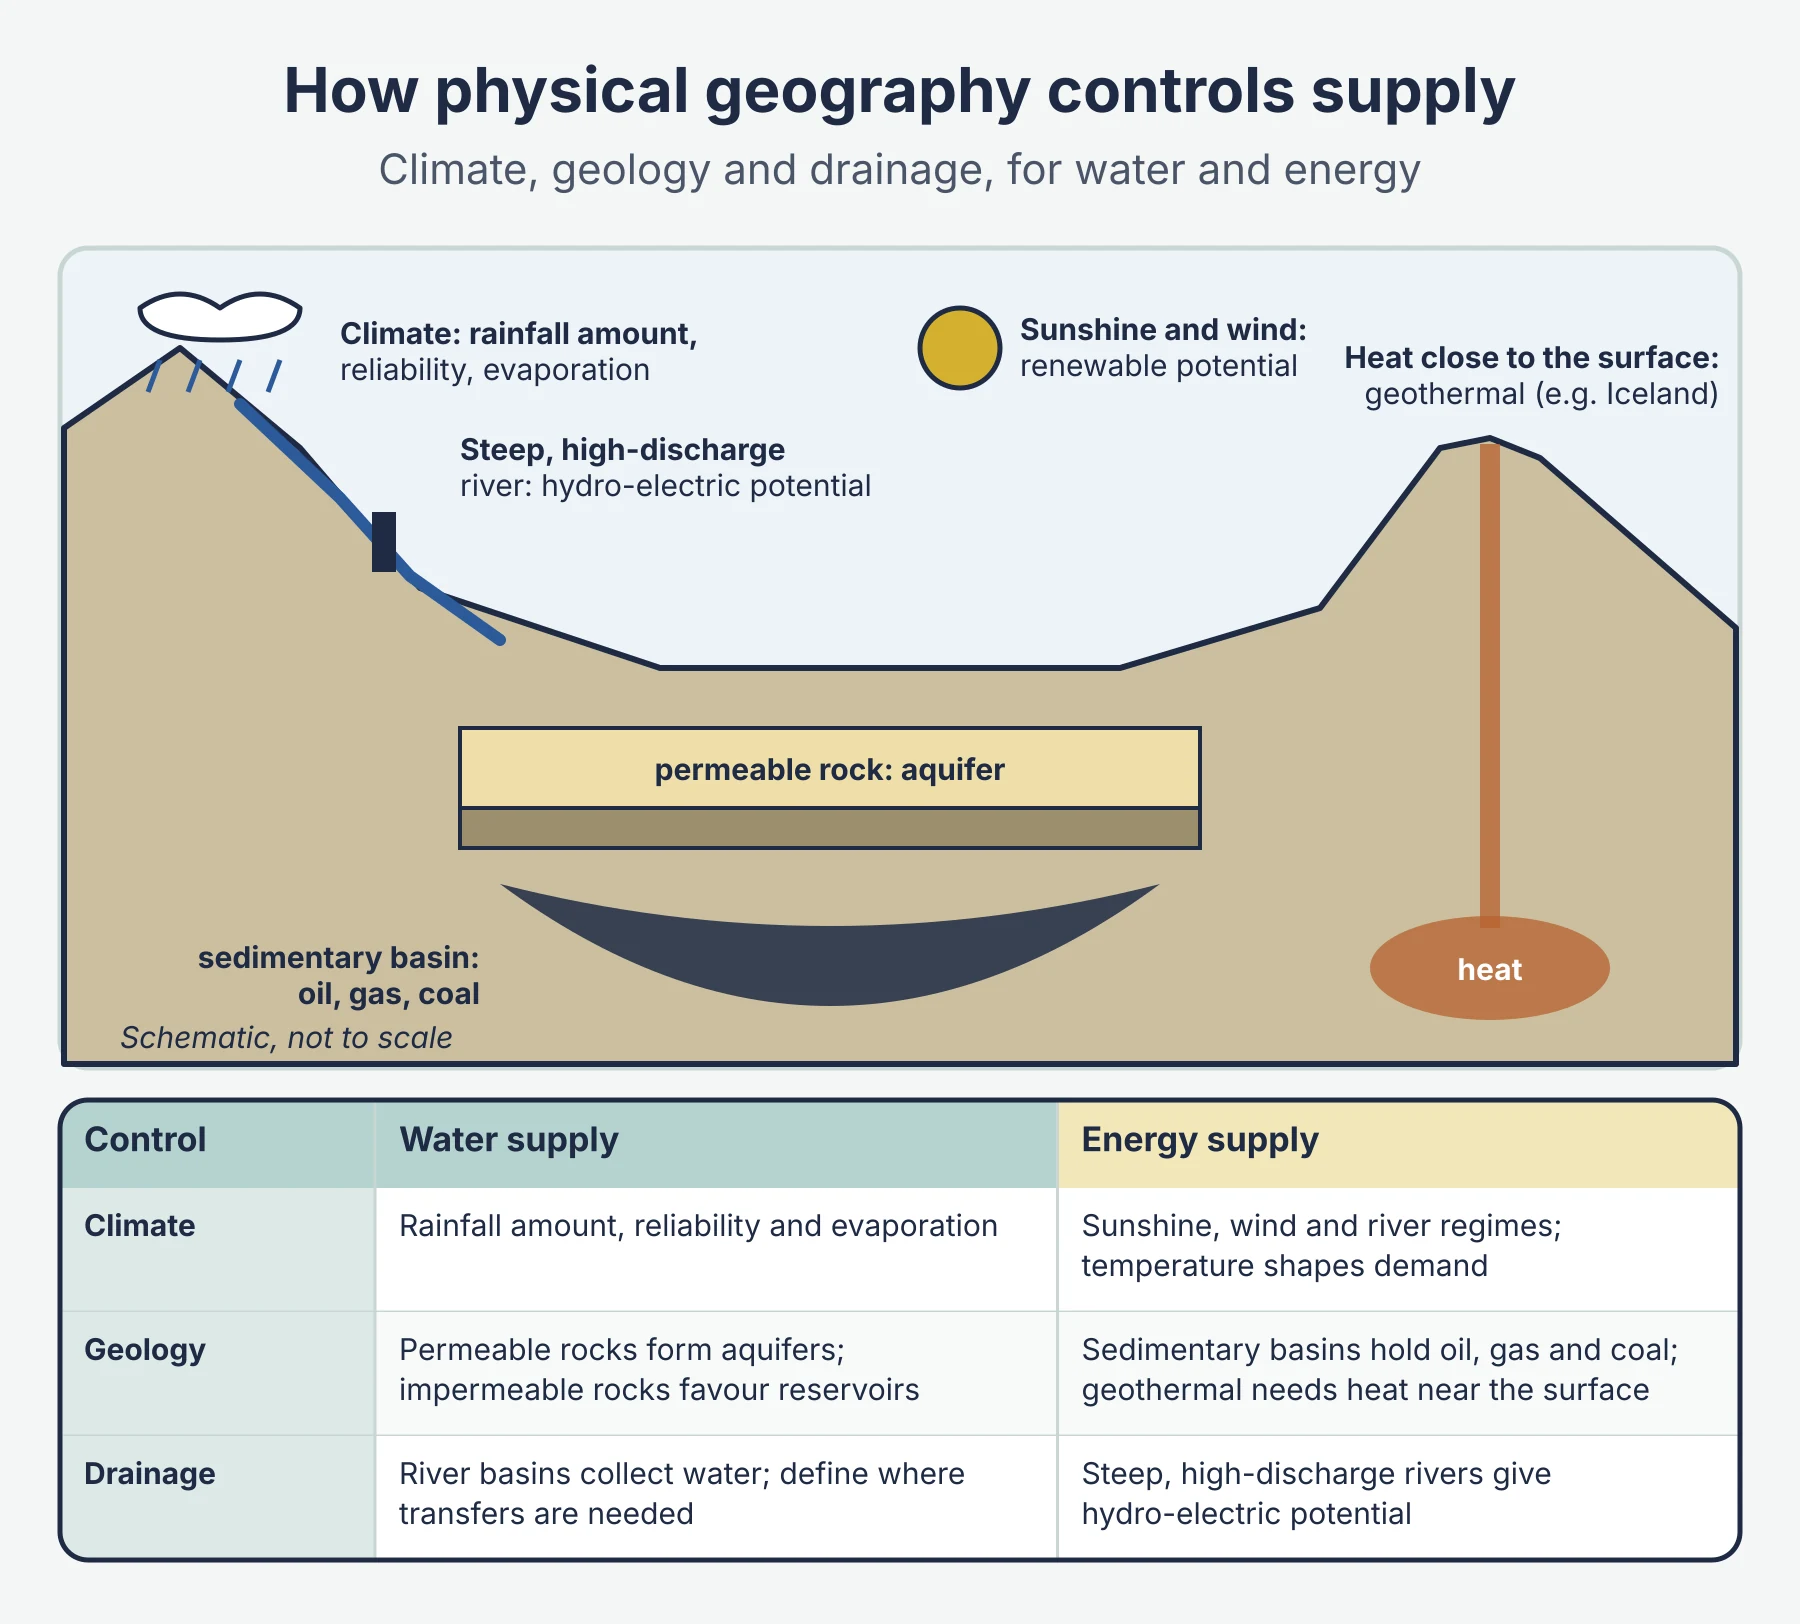 How physical geography controls supply
Climate, geology and drainage, for water and energy
Climate: rainfall amount,
reliability, evaporation
Sunshine and wind:
renewable potential
Heat close to the surface:
geothermal (e.g. Iceland)
Steep, high-discharge
river: hydro-electric potential
permeable rock: aquifer
sedimentary basin:
oil, gas, coal
heat
Schematic, not to scale
Control
Water supply
Energy supply
Climate
Rainfall amount, reliability and evaporation
Sunshine, wind and river regimes;
temperature shapes demand
Geology
Permeable rocks form aquifers;
impermeable rocks favour reservoirs
Sedimentary basins hold oil, gas and coal;
geothermal needs heat near the surface
Drainage
River basins collect water; define where
transfers are needed
Steep, high-discharge rivers give
hydro-electric potential